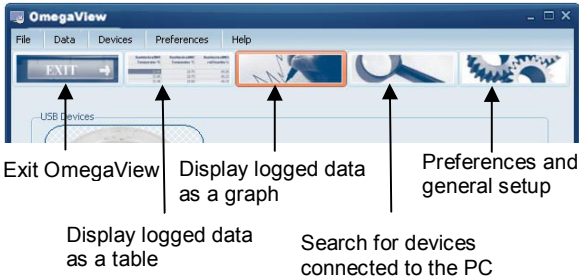 OmegaView
File Data Devices Preferences Help
EXIT
USB Devices
Exit OmegaView
Display logged data
as a graph
Preferences and
general setup
Display logged data
as a table
Search for devices
connected to the PC